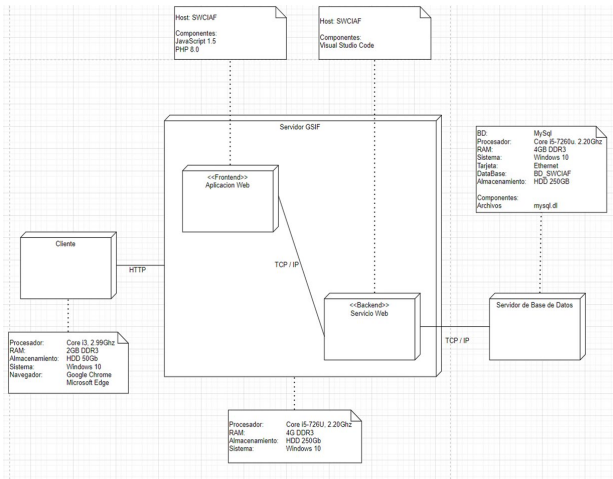 Host: SWCIAF
Componentes:
JavaScript 1.5
PHP 8.0
Host: SWCIAF
Componentes:
Visual Studio Code
Servidor GSIF
<<Frontend>>
Aplicacion Web
BD: MySql
Procesador: Core I5-7260u. 2.20Ghz
RAM: 4GB DDR3
Sistema: Windows 10
Tarjeta: Ethernet
DataBase: BD_SWCIAF
Almacenamiento: HDD 250GB
Componentes:
Archivos mysql.dl
Cliente
HTTP
TCP / IP
<<Backend>>
Servicio Web
TCP / IP
Servidor de Base de Datos
Procesador: Core i3. 2.99Ghz
RAM: 2GB DDR3
Almacenamiento: HDD 50Gb
Sistema: Windows 10
Navegador: Google Chrome
Microsoft Edge
Procesador: Core I5-726U. 2.20Ghz
RAM: 4G DDR3
Almacenamiento: HDD 250Gb
Sistema: Windows 10